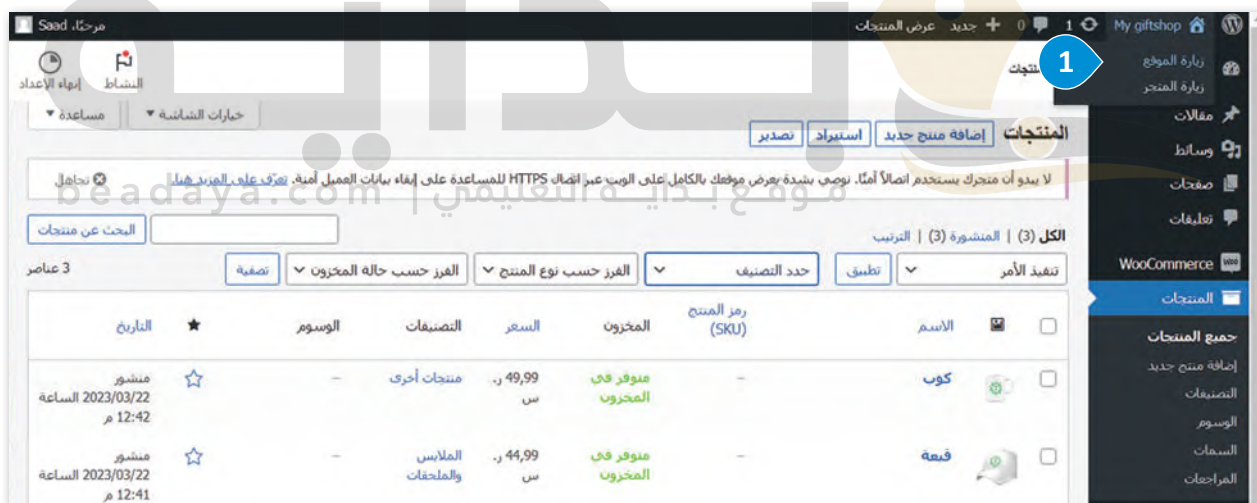 My giftshop 1 0 جديد عرض المنتجات مرحبًا، Saad
زيارة الموقع
زيارة المتجر
1
النشاط إنهاء الإعداد
خيارات الشاشة مساعدة
مقالات
وسائط
صفحات
تعليقات
WooCommerce
المنتجات
جميع المنتجات
إضافة منتج جديد
التصنيفات
الوسوم
السمات
المراجعات
المنتجات إضافة منتج جديد استيراد تصدير
لا يبدو أن متجرك يستخدم اتصالاً آمنًا. نوصي بشدة بعرض موقعك بالكامل على الويب عبر اتصال HTTPS للمساعدة على إبقاء بيانات العميل آمنة. تعرّف على المزيد هنا. تجاهل
الكل (3) | المنشورة (3) | الترتيب
البحث عن منتجات
تنفيذ الأمر تطبيق حدد التصنيف الفرز حسب نوع المنتج الفرز حسب حالة المخزون تصفية 3 عناصر
الاسم رمز المنتج (SKU) المخزون السعر التصنيفات الوسوم التاريخ
كوب – متوفر في المخزون 49,99 ر.س منتجات أخرى – منشور 2023/03/22 الساعة 12:42 م
قبعة – متوفر في المخزون 44,99 ر.س الملابس والملحقات – منشور 2023/03/22 الساعة 12:41 م
بداية
موقع بداية التعليمي | beadaya.com